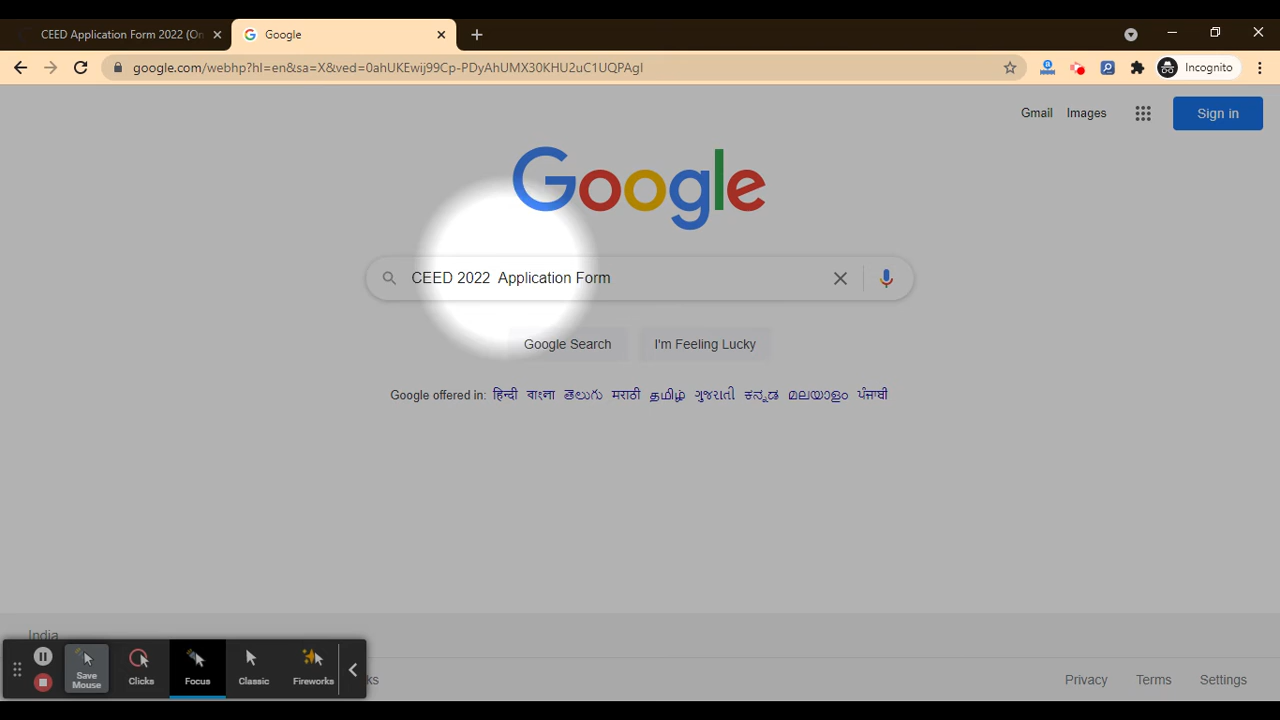 CEED Application Form 2022 (On
Google
google.com/webhp?hl=en&sa=X&ved=0ahUKEwij99Cp-PDyAhUMX30KHU2uC1UQPAgI
Incognito
Gmail Images Sign in
Google
CEED 2022  Application Form
Google Search I'm Feeling Lucky
Google offered in: हिन्दी বাংলা తెలుగు मराठी தமிழ் ગુજરાતી ಕನ್ನಡ മലയാളം ਪੰਜਾਬੀ
India
Save Mouse Clicks Focus Classic Fireworks
Privacy Terms Settings